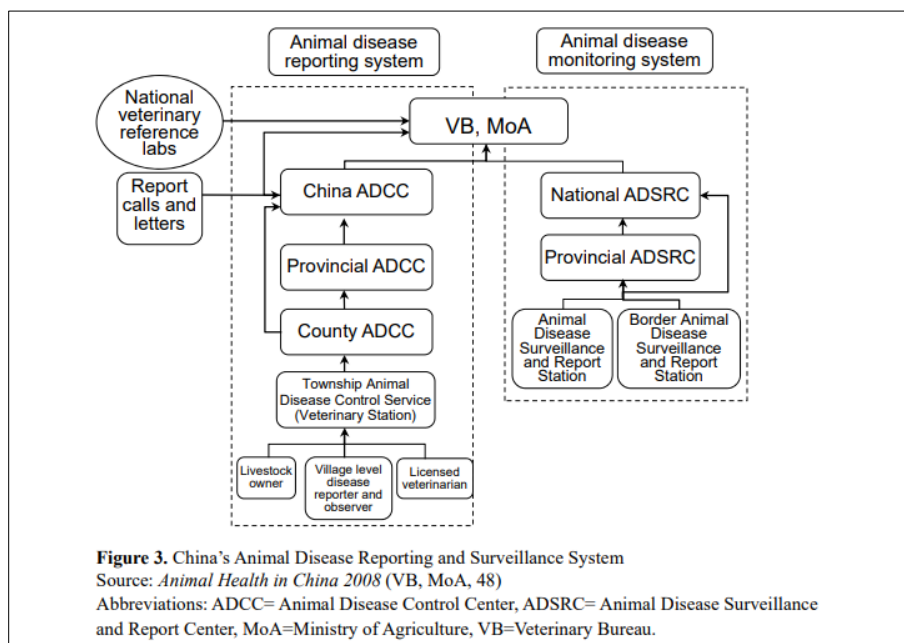 Animal disease
reporting system
Animal disease
monitoring system
National
veterinary
reference
labs
VB, MoA
Report
calls and
letters
China ADCC
National ADSRC
Provincial ADCC
Provincial ADSRC
County ADCC
Animal
Disease
Surveillance
and Report
Station
Border Animal
Disease
Surveillance
and Report
Station
Township Animal
Disease Control Service
(Veterinary Station)
Livestock
owner
Village level
disease
reporter and
observer
Licensed
veterinarian
Figure 3. China's Animal Disease Reporting and Surveillance System
Source: Animal Health in China 2008 (VB, MoA, 48)
Abbreviations: ADCC= Animal Disease Control Center, ADSRC= Animal Disease Surveillance
and Report Center, MoA=Ministry of Agriculture, VB=Veterinary Bureau.